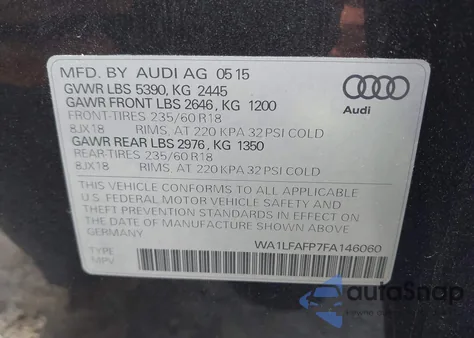 MFD. BY AUDI AG 05 15
GVWR LBS 5390, KG 2445
GAWR FRONT LBS 2646, KG 1200
FRONT-TIRES 235/60 R18
8JX18 RIMS, AT 220 KPA 32 PSI COLD
GAWR REAR LBS 2976, KG 1350
REAR-TIRES 235/60 R18
8JX18 RIMS, AT 220 KPA 32 PSI COLD
THIS VEHICLE CONFORMS TO ALL APPLICABLE
U.S. FEDERAL MOTOR VEHICLE SAFETY AND
THEFT PREVENTION STANDARDS IN EFFECT ON
THE DATE OF MANUFACTURE SHOWN ABOVE
GERMANY
WA1LFAFP7FA146060
TYPE
MPV
Audi
autoSnap